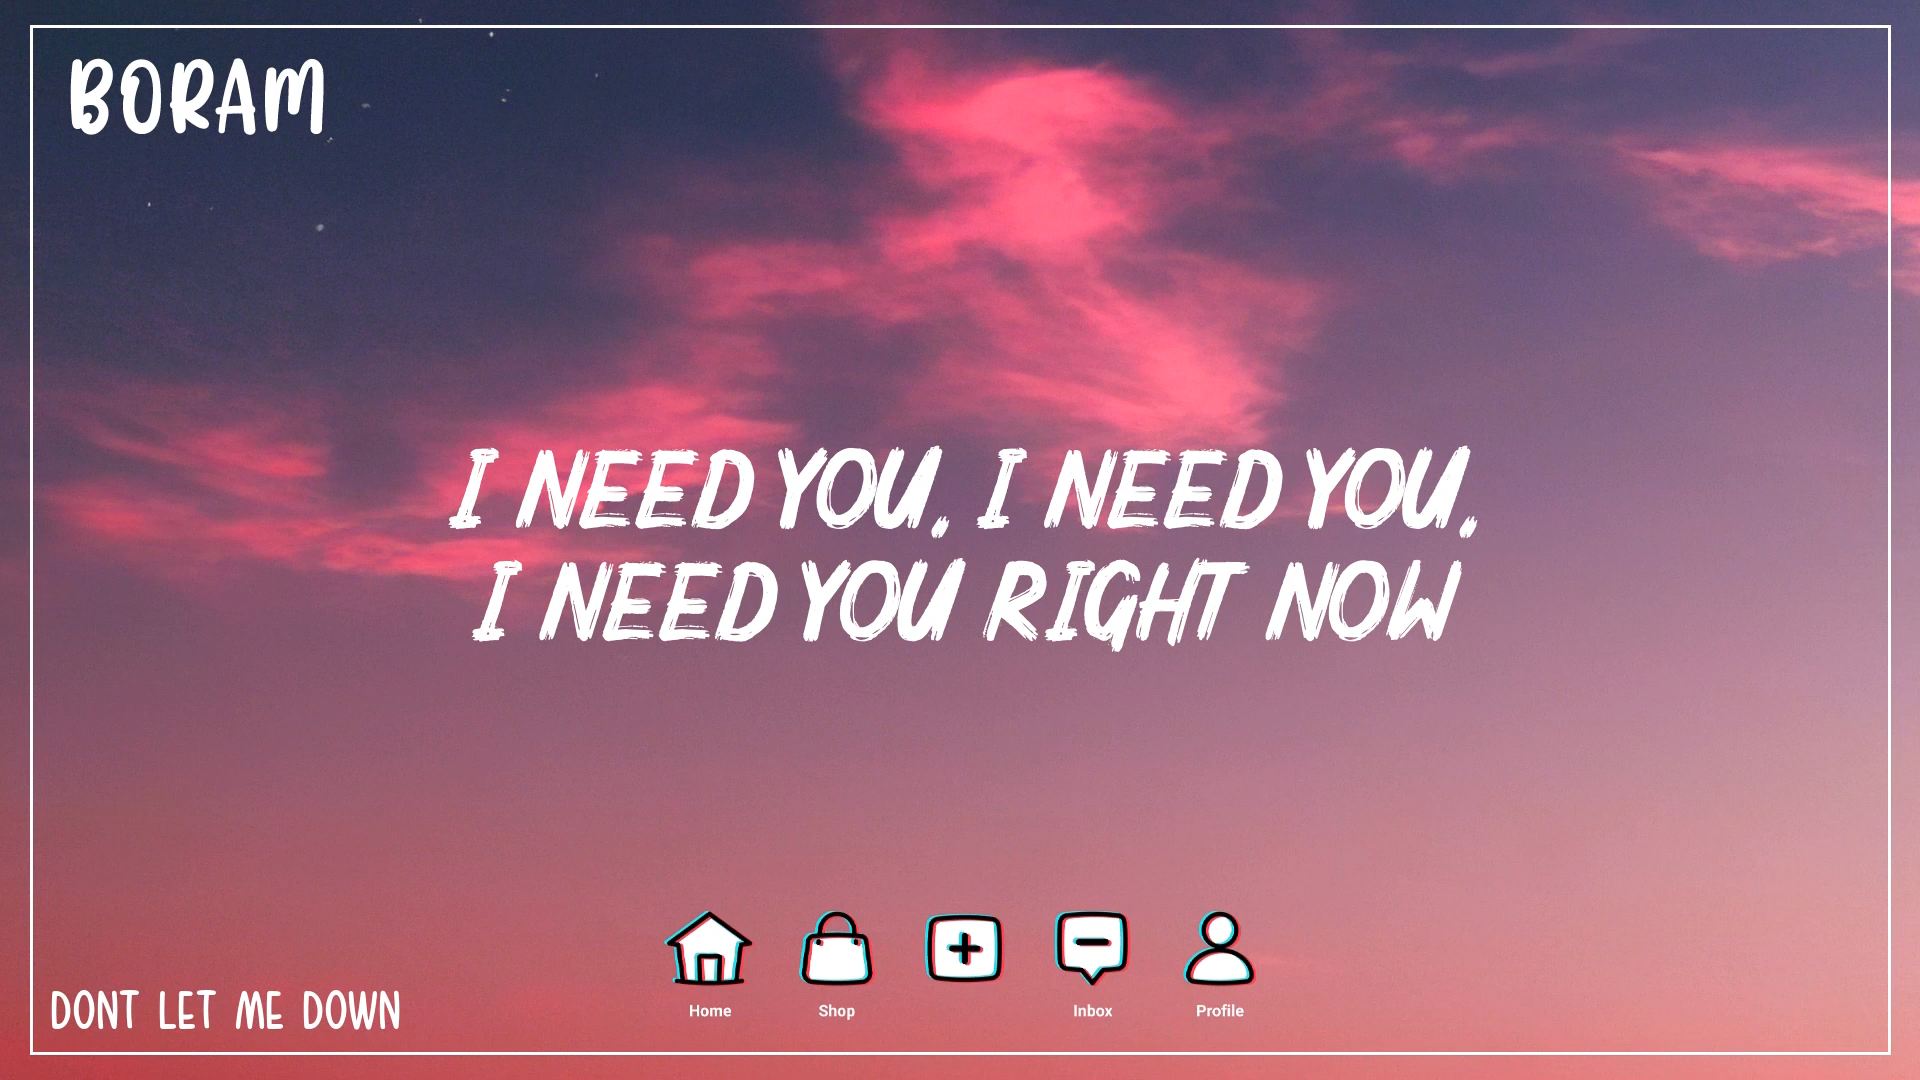 BORAM
I NEED YOU, I NEED YOU,
I NEED YOU RIGHT NOW
Home Shop Inbox Profile
DONT LET ME DOWN